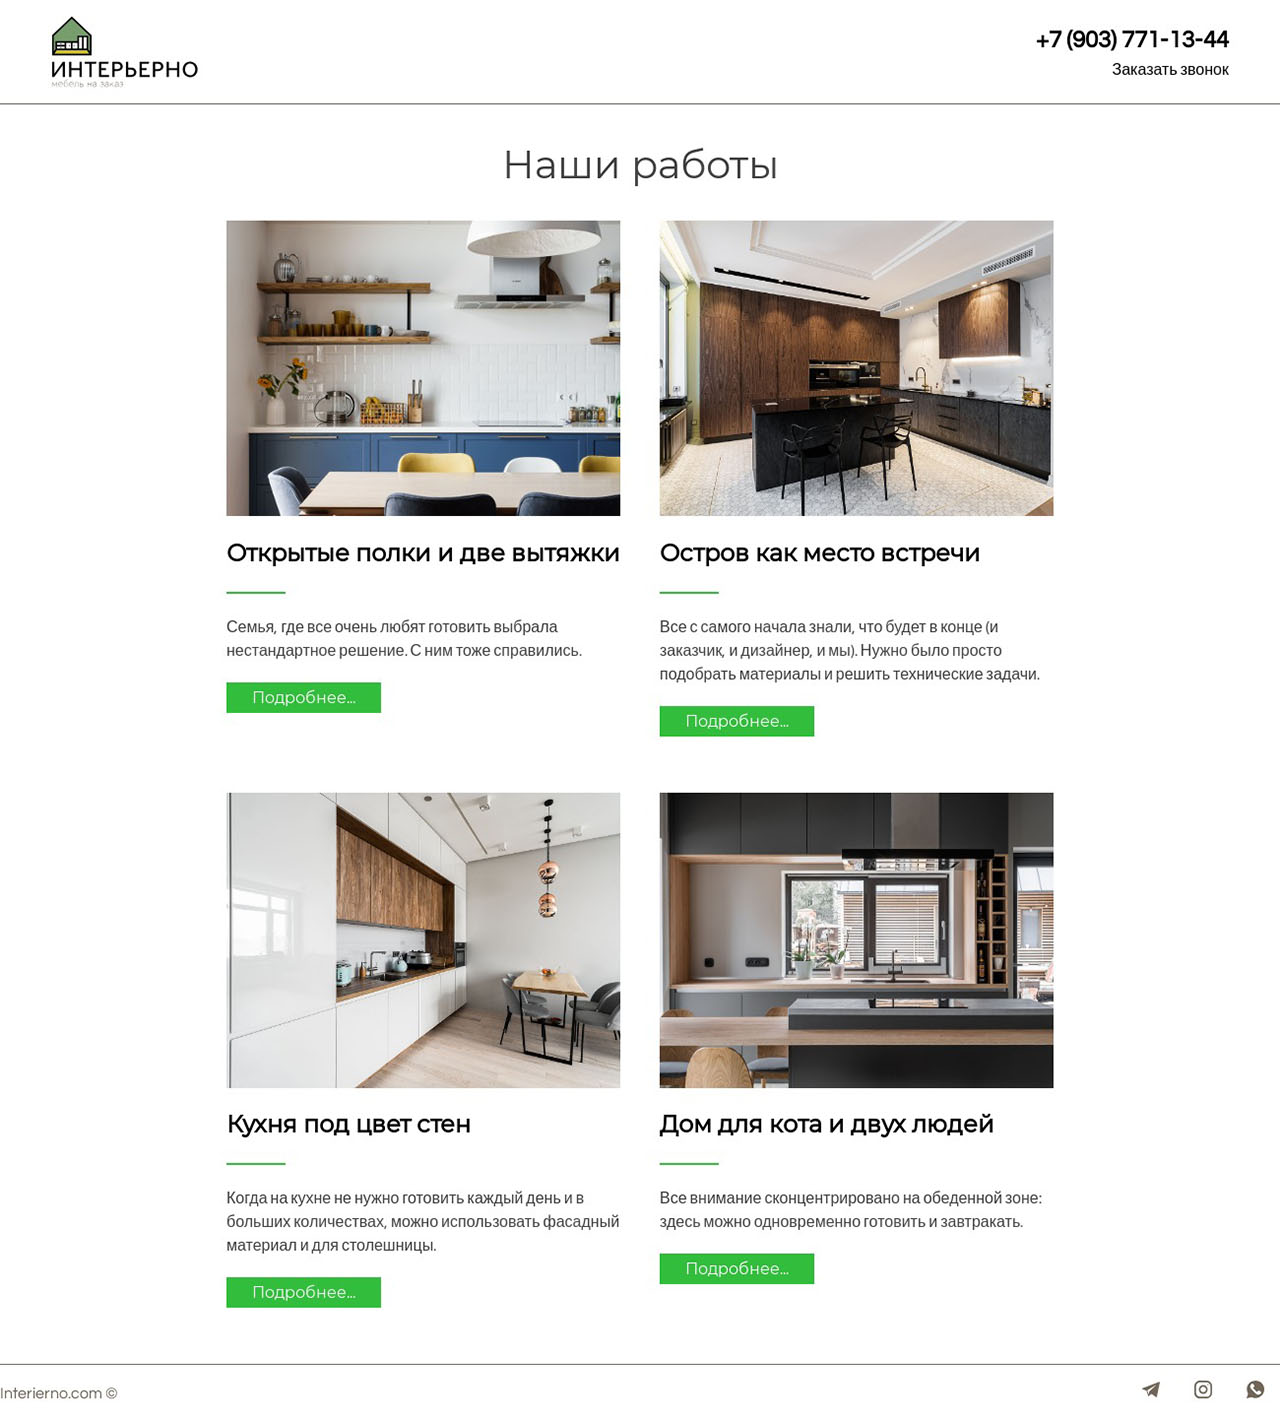 ИНТЕРЬЕРНО
мебель на заказ
+7 (903) 771-13-44
Заказать звонок
Наши работы
Открытые полки и две вытяжки
Семья, где все очень любят готовить выбрала
нестандартное решение. С ним тоже справились.
Подробнее...
Остров как место встречи
Все с самого начала знали, что будет в конце (и
заказчик, и дизайнер, и мы). Нужно было просто
подобрать материалы и решить технические задачи.
Подробнее...
Кухня под цвет стен
Когда на кухне не нужно готовить каждый день и в
больших количествах, можно использовать фасадный
материал и для столешницы.
Подробнее...
Дом для кота и двух людей
Все внимание сконцентрировано на обеденной зоне:
здесь можно одновременно готовить и завтракать.
Подробнее...
Interierno.com ©